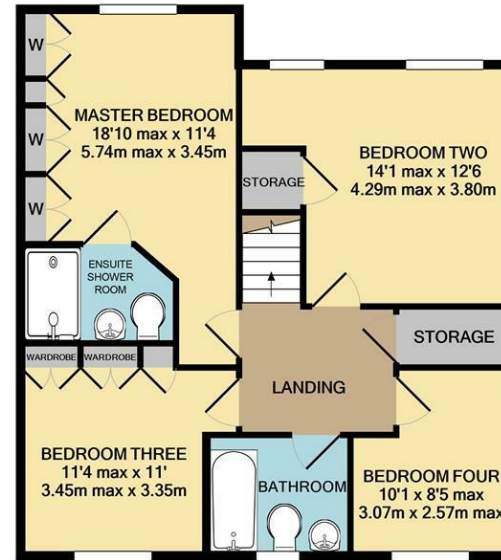 W
W
W
MASTER BEDROOM
18'10 max x 11'4
5.74m max x 3.45m
BEDROOM TWO
14'1 max x 12'6
4.29m max x 3.80m
STORAGE
ENSUITE
SHOWER
ROOM
STORAGE
WARDROBE
WARDROBE
LANDING
BEDROOM THREE
11'4 max x 11'
3.45m max x 3.35m
BATHROOM
BEDROOM FOUR
10'1 x 8'5 max
3.07m x 2.57m max